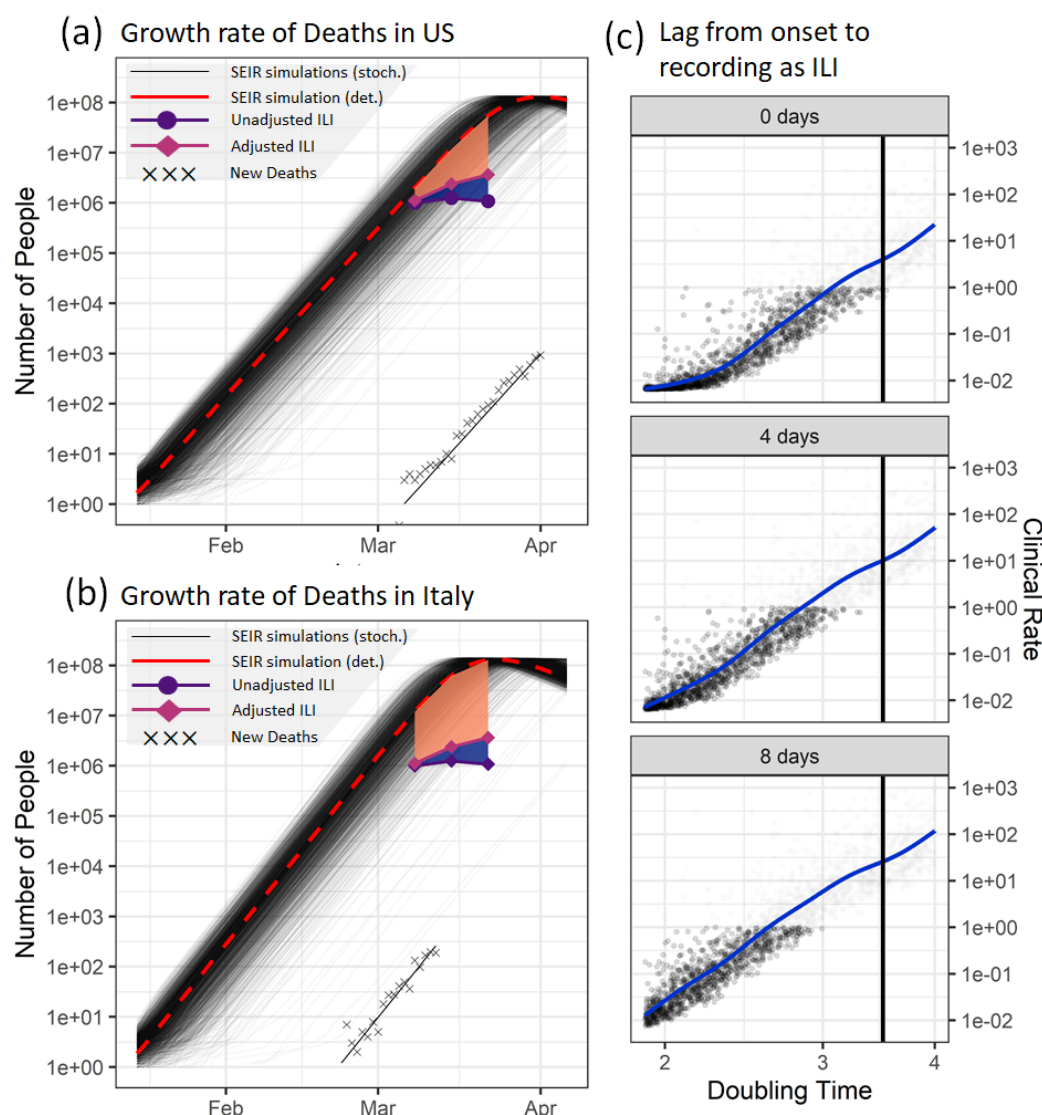 (a) Growth rate of Deaths in US
SEIR simulations (stoch.)
SEIR simulation (det.)
Unadjusted ILI
Adjusted ILI
New Deaths
Number of People
1e+08
1e+07
1e+06
1e+05
1e+04
1e+03
1e+02
1e+01
1e+00
Feb
Mar
Apr
(b) Growth rate of Deaths in Italy
SEIR simulations (stoch.)
SEIR simulation (det.)
Unadjusted ILI
Adjusted ILI
New Deaths
Number of People
1e+08
1e+07
1e+06
1e+05
1e+04
1e+03
1e+02
1e+01
1e+00
Feb
Mar
Apr
(c) Lag from onset to
recording as ILI
0 days
1e+03
1e+02
1e+01
1e+00
1e-01
1e-02
4 days
1e+03
1e+02
1e+01
1e+00
1e-01
1e-02
8 days
1e+03
1e+02
1e+01
1e+00
1e-01
1e-02
Clinical Rate
2
3
4
Doubling Time